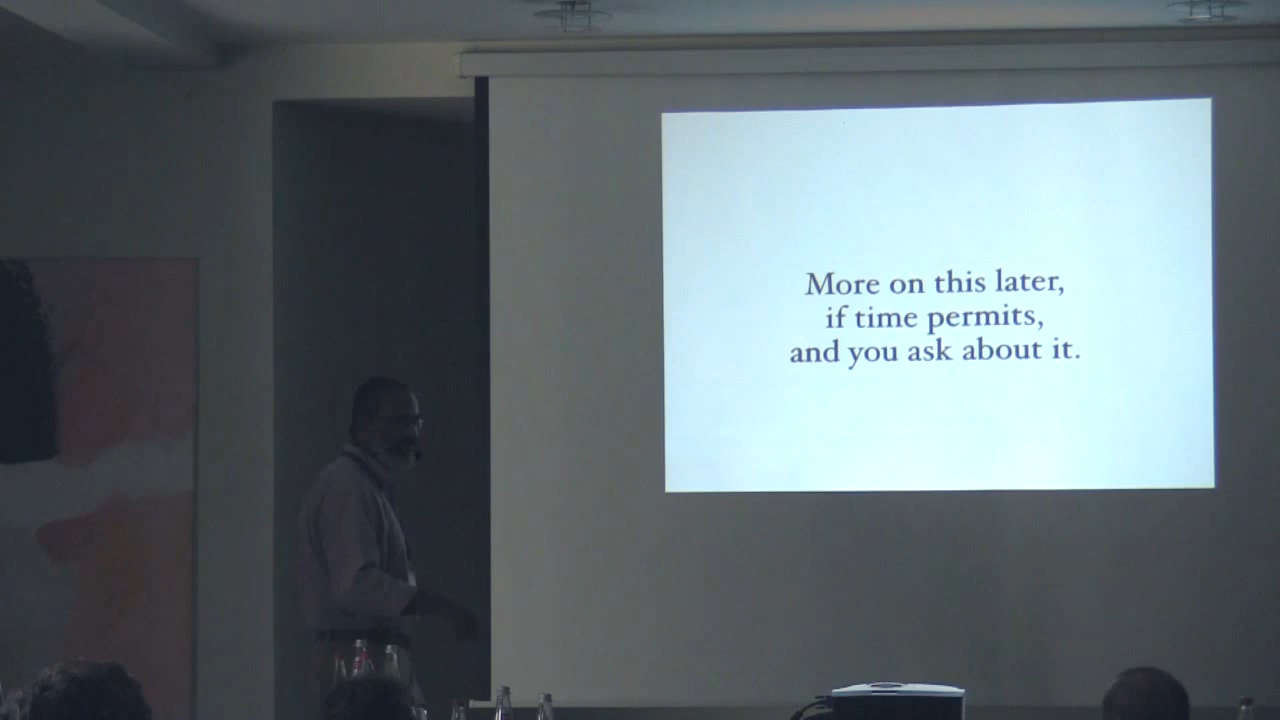 More on this later,
if time permits,
and you ask about it.